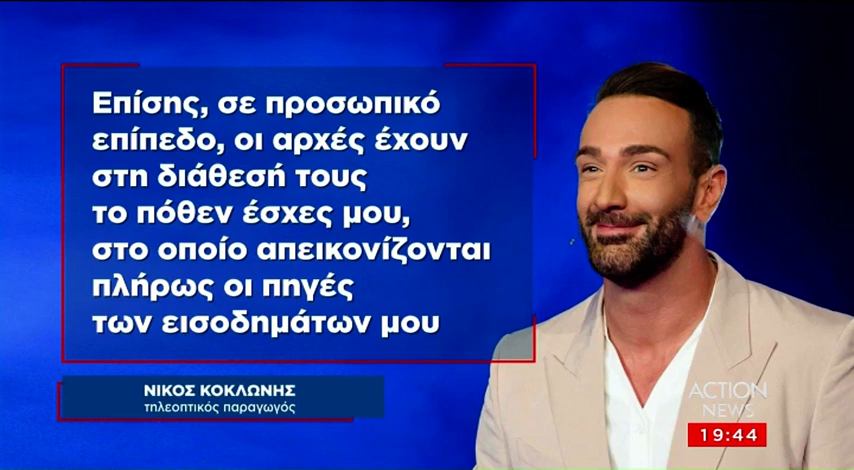 Επίσης, σε προσωπικό
επίπεδο, οι αρχές έχουν
στη διάθεσή τους
το πόθεν έσχες μου,
στο οποίο απεικονίζονται
πλήρως οι πηγές
των εισοδημάτων μου
ΝΙΚΟΣ ΚΟΚΛΩΝΗΣ
τηλεοπτικός παραγωγός
ACTION
NEWS
19:44